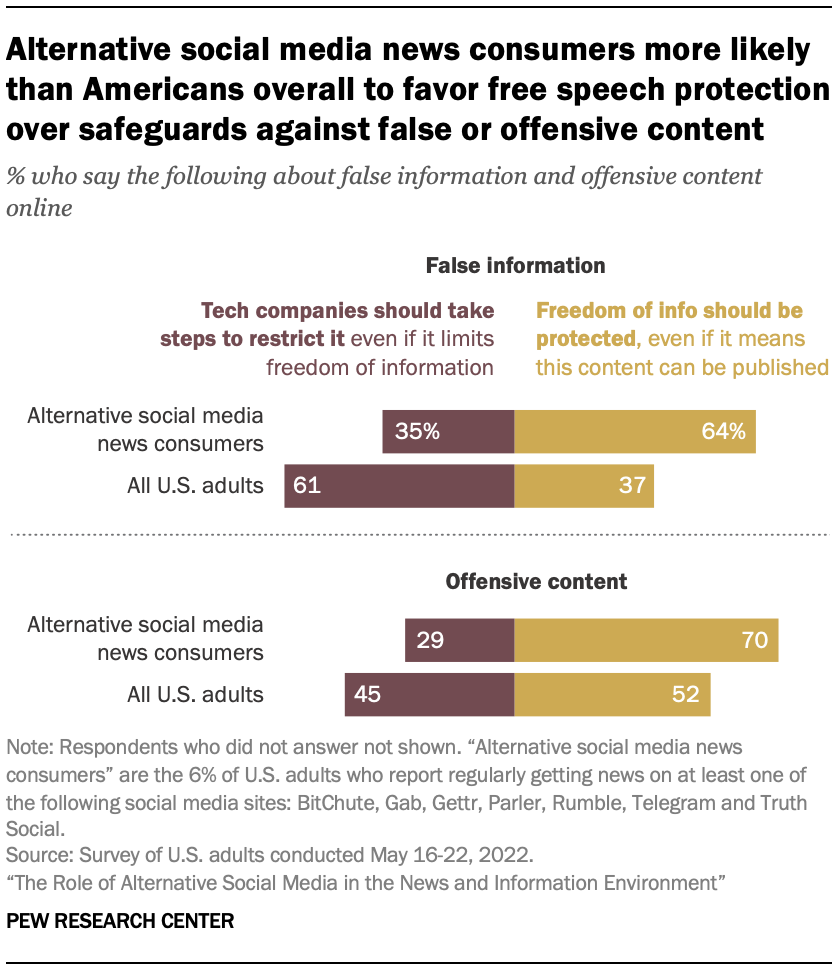 Alternative social media news consumers more likely
than Americans overall to favor free speech protection
over safeguards against false or offensive content
% who say the following about false information and offensive content
online
False information
Tech companies should take
steps to restrict it even if it limits
freedom of information
Freedom of info should be
protected, even if it means
this content can be published
Alternative social media
news consumers
35%
64%
All U.S. adults
61
37
Offensive content
Alternative social media
news consumers
29
70
All U.S. adults
45
52
Note: Respondents who did not answer not shown. “Alternative social media news
consumers” are the 6% of U.S. adults who report regularly getting news on at least one of
the following social media sites: BitChute, Gab, Gettr, Parler, Rumble, Telegram and Truth
Social.
Source: Survey of U.S. adults conducted May 16-22, 2022.
“The Role of Alternative Social Media in the News and Information Environment”
PEW RESEARCH CENTER